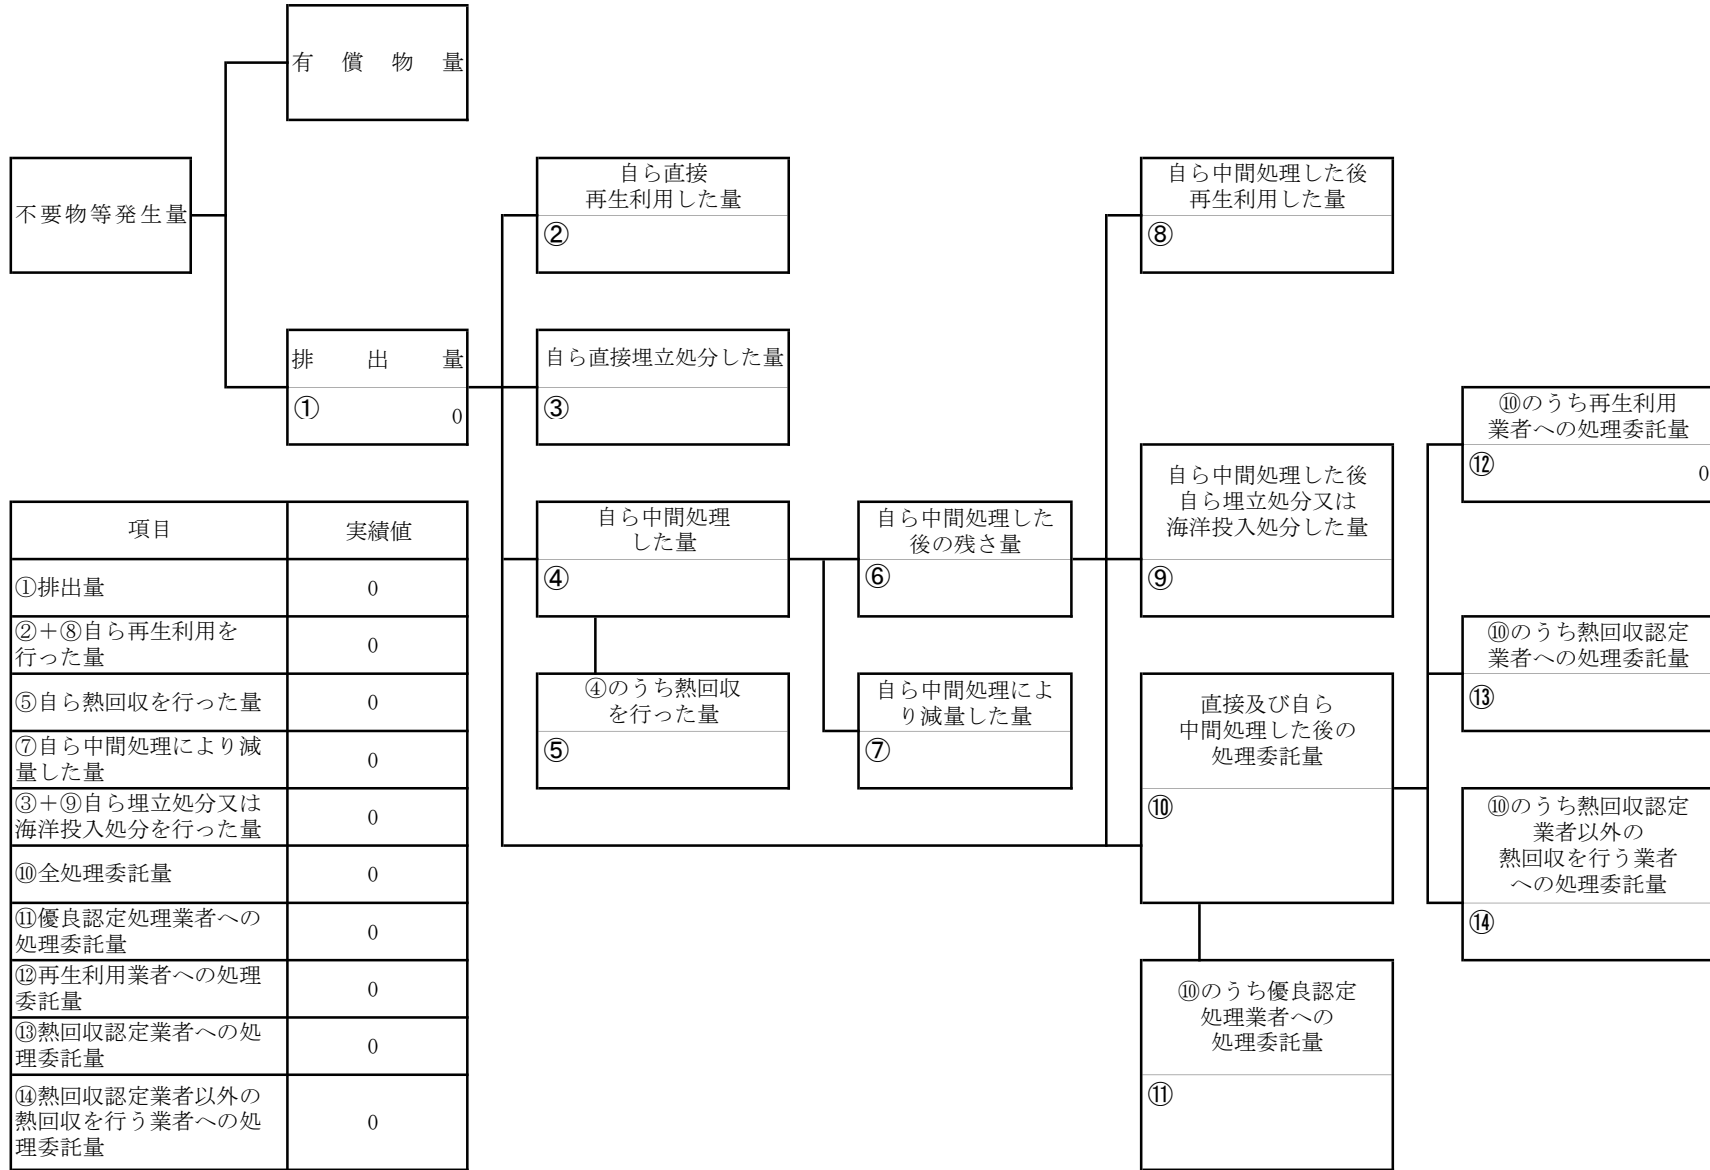 有償物量
不要物等発生量
排出量
①
0
自ら直接
再生利用した量
②
自ら直接埋立処分した量
③
自ら中間処理
した量
④
④のうち熱回収
を行った量
⑤
自ら中間処理した
後の残さ量
⑥
自ら中間処理によ
り減量した量
⑦
自ら中間処理した後
再生利用した量
⑧
自ら中間処理した後
自ら埋立処分又は
海洋投入処分した量
⑨
直接及び自ら
中間処理した後の
処理委託量
⑩
⑩のうち優良認定
処理業者への
処理委託量
⑪
⑩のうち再生利用
業者への処理委託量
⑫
0
⑩のうち熱回収認定
業者への処理委託量
⑬
⑩のうち熱回収認定
業者以外の
熱回収を行う業者
への処理委託量
⑭
項目 実績値
①排出量 0
②＋⑧自ら再生利用を
行った量 0
⑤自ら熱回収を行った量 0
⑦自ら中間処理により減
量した量 0
③＋⑨自ら埋立処分又は
海洋投入処分を行った量 0
⑩全処理委託量 0
⑪優良認定処理業者への
処理委託量 0
⑫再生利用業者への処理
委託量 0
⑬熱回収認定業者への処
理委託量 0
⑭熱回収認定業者以外の
熱回収を行う業者への処
理委託量 0